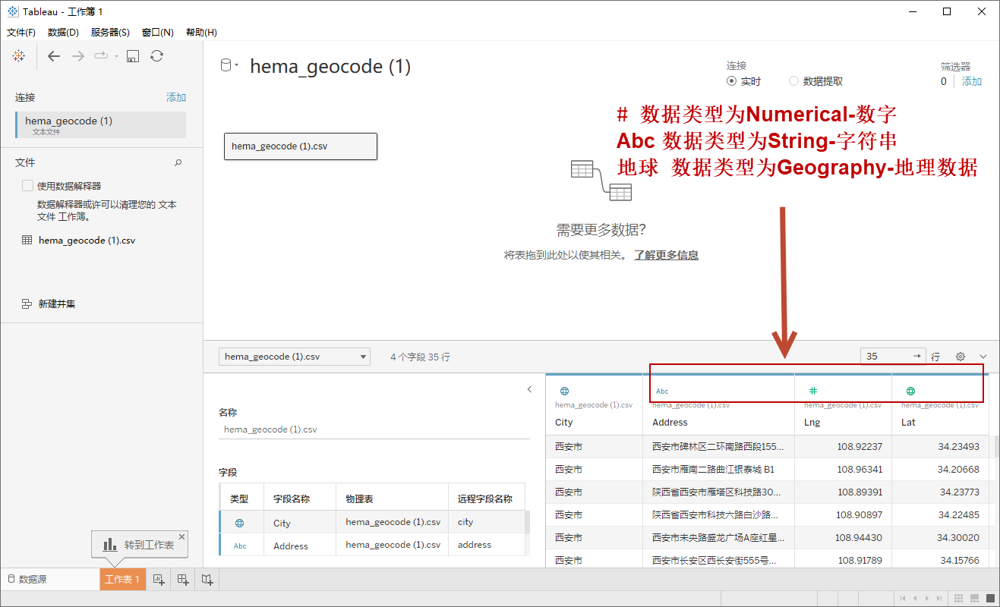 Tableau - 工作簿 1
文件(F) 数据(D) 服务器(S) 窗口(N) 帮助(H)
连接 添加
hema_geocode (1)
文本文件
文件
使用数据解释器
数据解释器或许可以清理您的 文本
文件 工作簿。
hema_geocode (1).csv
新建并集
hema_geocode (1)
连接
实时 数据提取
筛选器
0 添加
# 数据类型为Numerical-数字
Abc 数据类型为String-字符串
地球 数据类型为Geography-地理数据
hema_geocode (1).csv
需要更多数据?
将表拖到此处以使其相关。 了解更多信息
hema_geocode (1).csv 4 个字段 35 行 35 行
名称
hema_geocode (1).csv
字段
类型 字段名称 物理表 远程字段名称
City hema_geocode (1).csv city
Abc Address hema_geocode (1).csv address
Abc #
hema_geocode (1).csv hema_geocode (1).csv hema_geocode (1).csv hema_geocode (1).csv
City Address Lng Lat
西安市 西安市碑林区二环南路西段155... 108.92237 34.23493
西安市 西安市雁南二路曲江银泰城 B1 108.96341 34.20668
西安市 陕西省西安市雁塔区科技路30... 108.89391 34.23773
西安市 陕西省西安市科技六路白沙路... 108.90897 34.22485
西安市 西安市未央路盛龙广场A座红星... 108.94430 34.30020
西安市 西安市长安区西长安街555号... 108.91789 34.15766
转到工作表
数据源 工作表 1